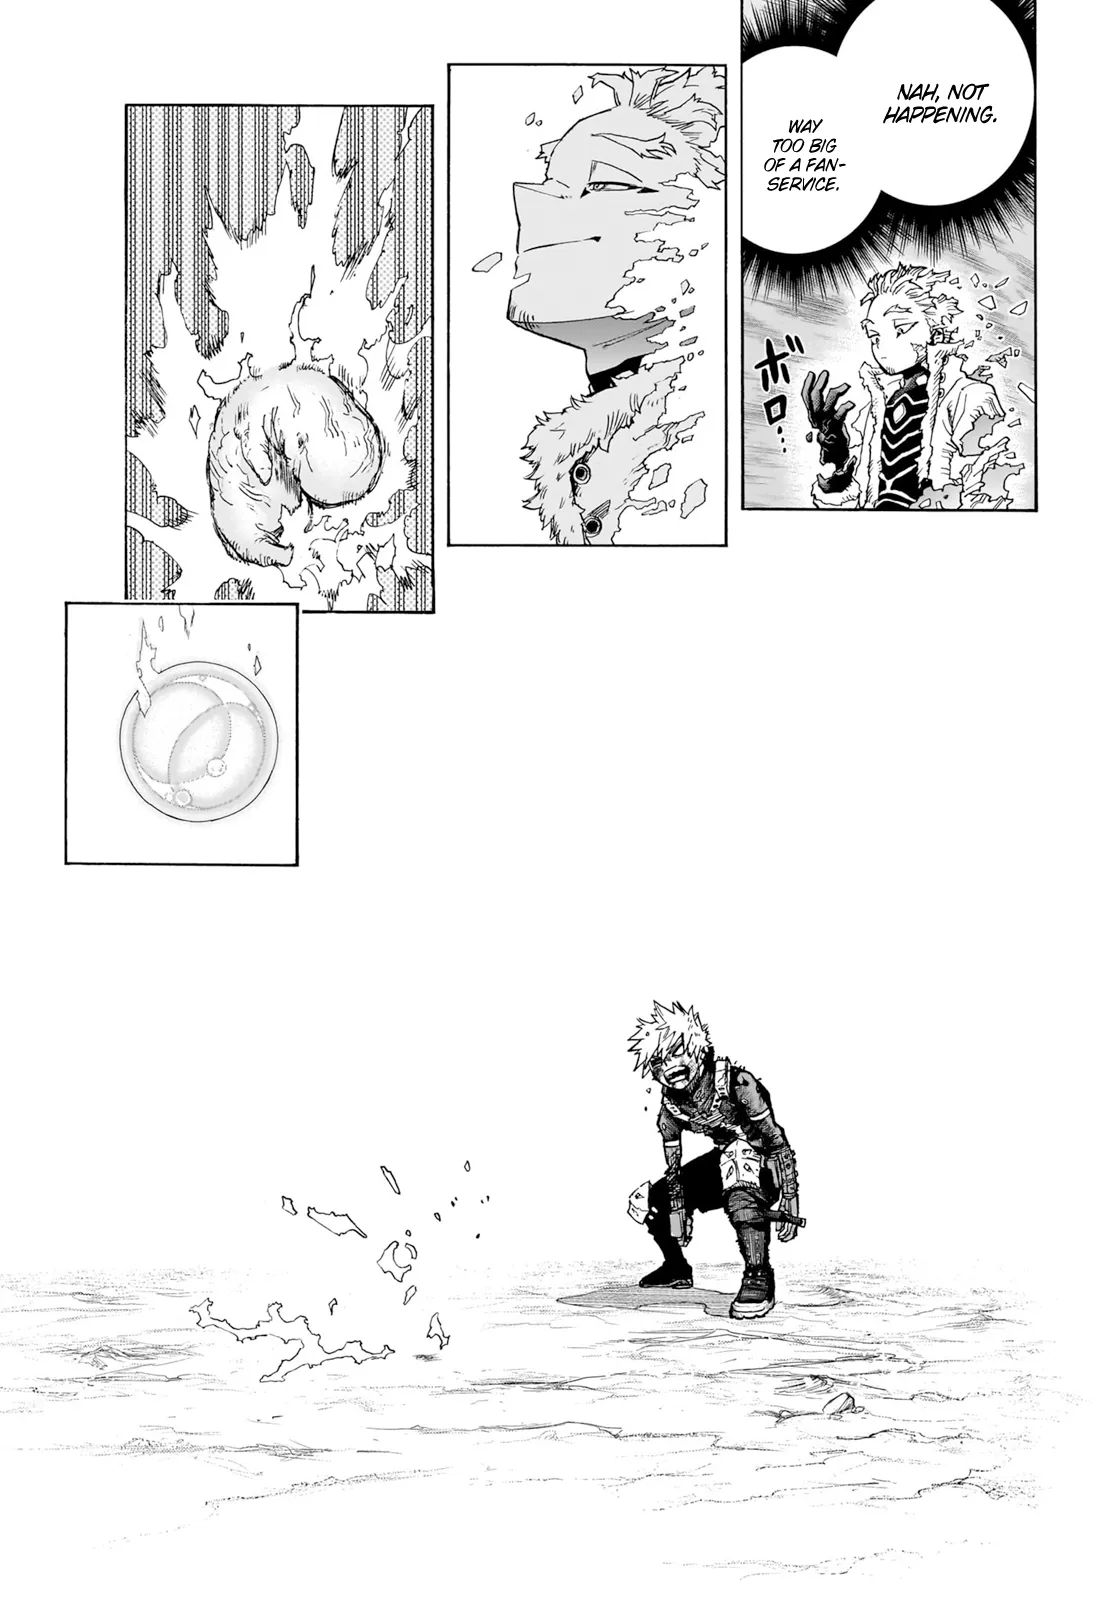 NAH, NOT
HAPPENING.
WAY
TOO BIG
OF A FAN-
SERVICE.
ボロ…